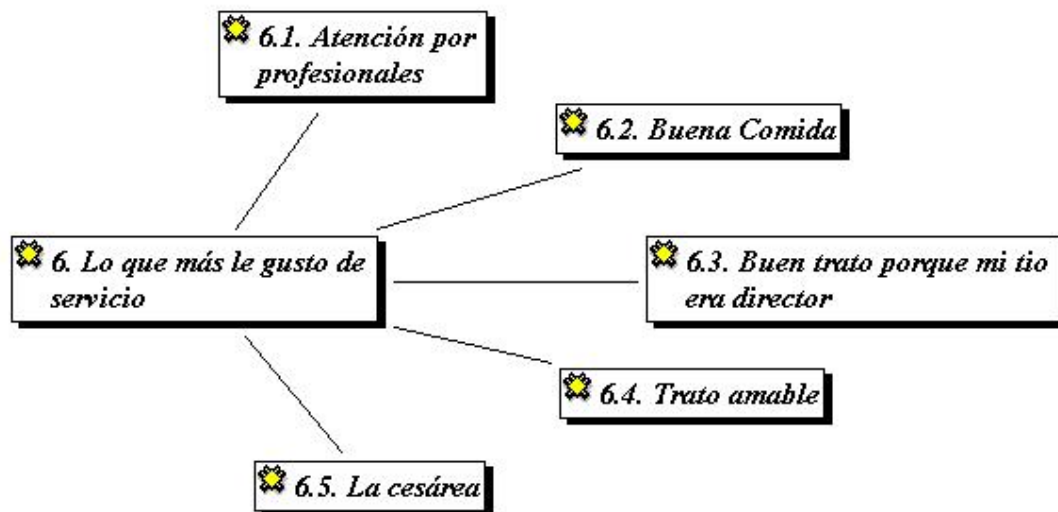 6.1. Atención por
profesionales
6.2. Buena Comida
6. Lo que más le gusto de
servicio
6.3. Buen trato porque mi tio
era director
6.4. Trato amable
6.5. La cesárea